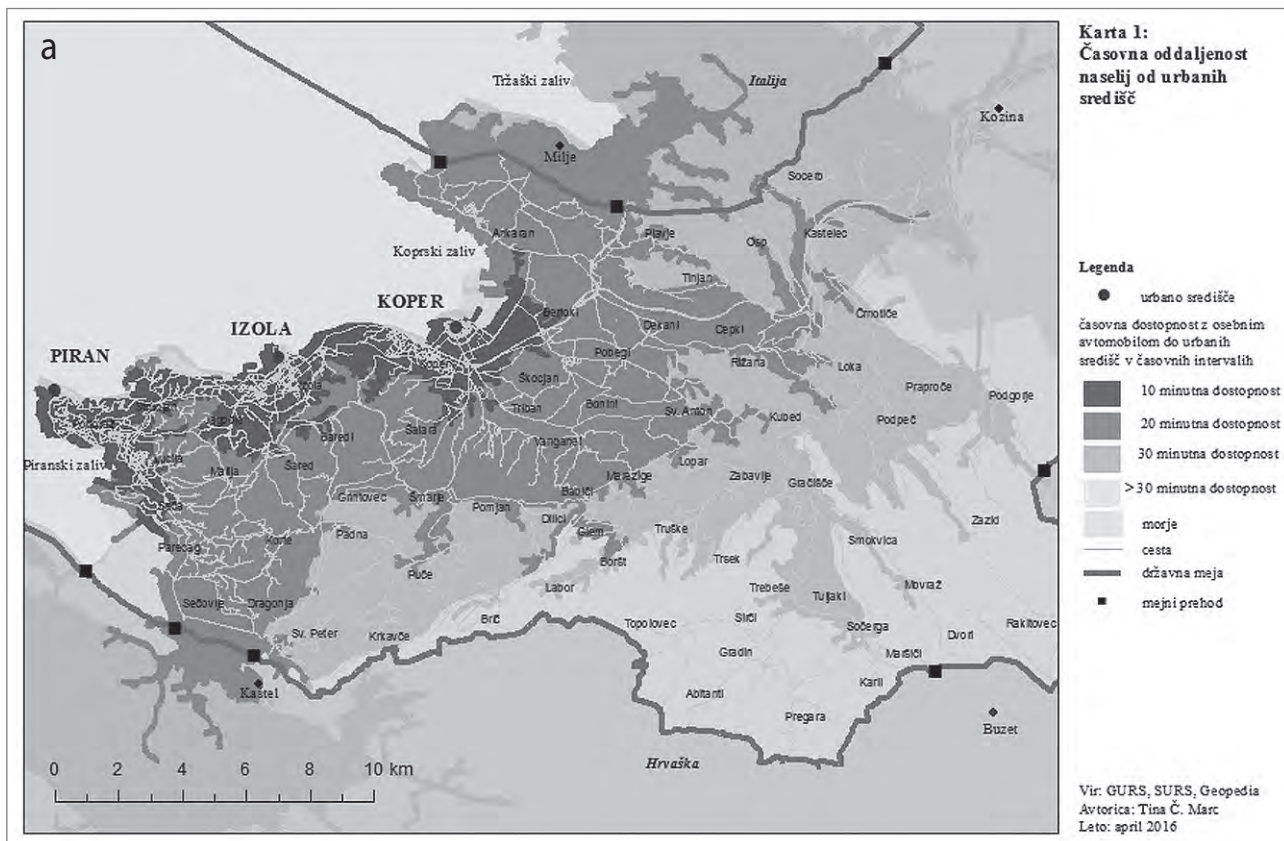 a
Karta 1:
Časovna oddaljenost
naselij od urbanih
središč
Tržaški zaliv
Italija
Kozina
Milje
Socerb
Ankaran
Plavje
Osp
Kastelec
Koprski zaliv
Tinjan
Črnotiče
KOPER
Bertoki
Dekani
Cepki
IZOLA
Pobegi
Rižana
Loka
PIRAN
Škocjan
Praproče
Podgorje
Triban
Bonini
Sv. Anton
Kubed
Podpeč
Baredi
Šalara
Vanganel
Piranski zaliv
Lucija
Malija
Šared
Lopar
Marezige
Zabavlje
Gračišče
Grintovec
Šmarje
Pomjan
Babiči
Dilici
Zazid
Padna
Glem
Truške
Smokvica
Parecag
Korte
Boršt
Trsek
Puče
Movraž
Labor
Trebeše
Tuljaki
Sečovlje
Dragonja
Brič
Topolovec
Sirči
Sočerga
Rakitovec
Sv. Peter
Krkavče
Dvori
Gradin
Maršiči
Kaštel
Abitanti
Karli
Pregara
Buzet
Hrvaška
0 2 4 6 8 10 km
Legenda
urbano središče
časovna dostopnost z osebnim
avtomobilom do urbanih
središč v časovnih intervalih
10 minutna dostopnost
20 minutna dostopnost
30 minutna dostopnost
>30 minutna dostopnost
morje
cesta
državna meja
mejni prehod
Vir: GURS, SURS, Geopedia
Avtorica: Tina Č. Marc
Leto: april 2016